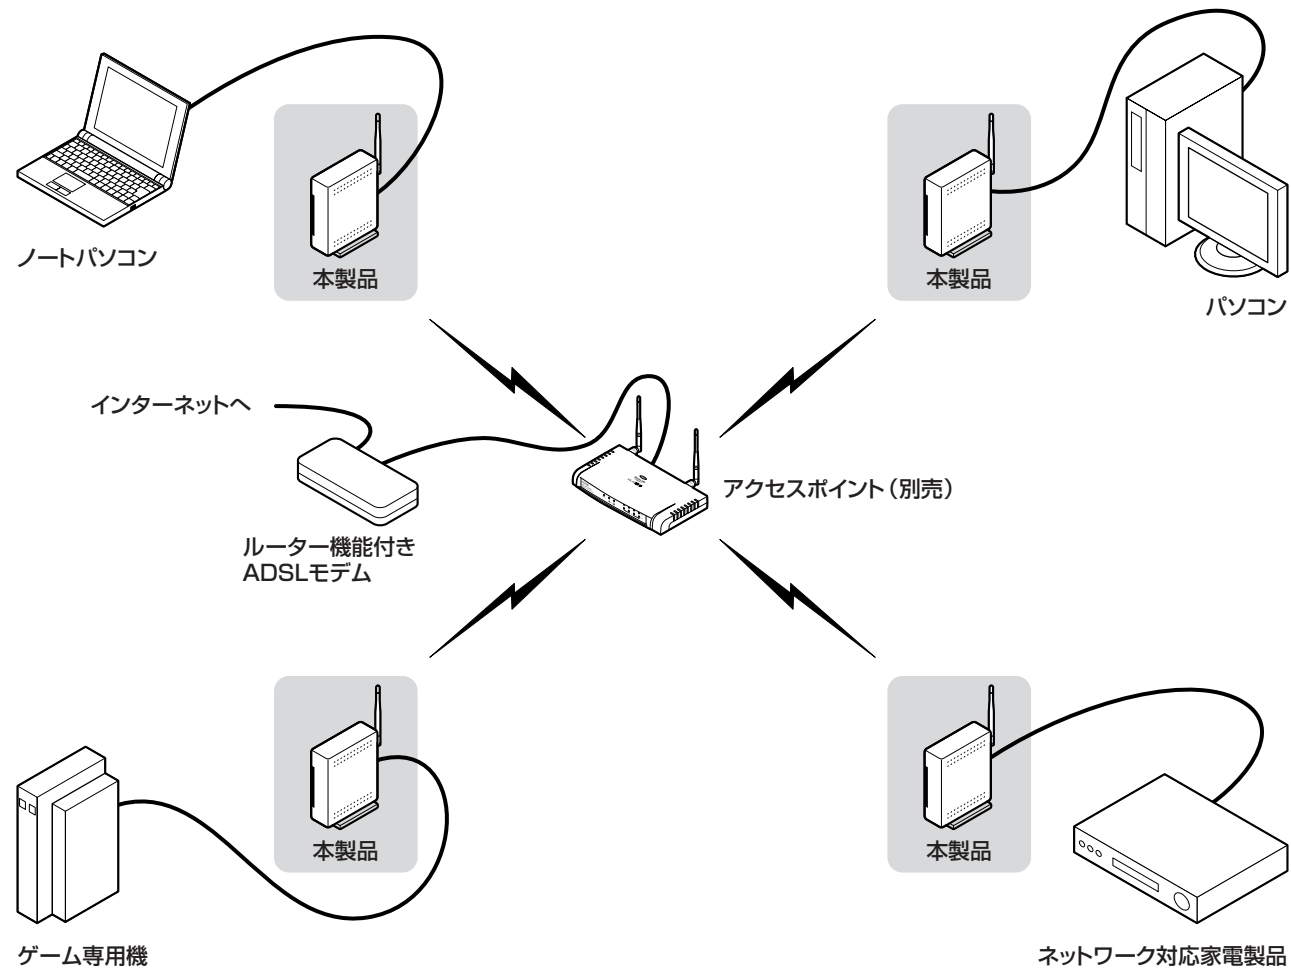 ノートパソコン
本製品
本製品
パソコン
インターネットへ
アクセスポイント（別売）
ルーター機能付き
ADSLモデム
本製品
本製品
ゲーム専用機
ネットワーク対応家電製品